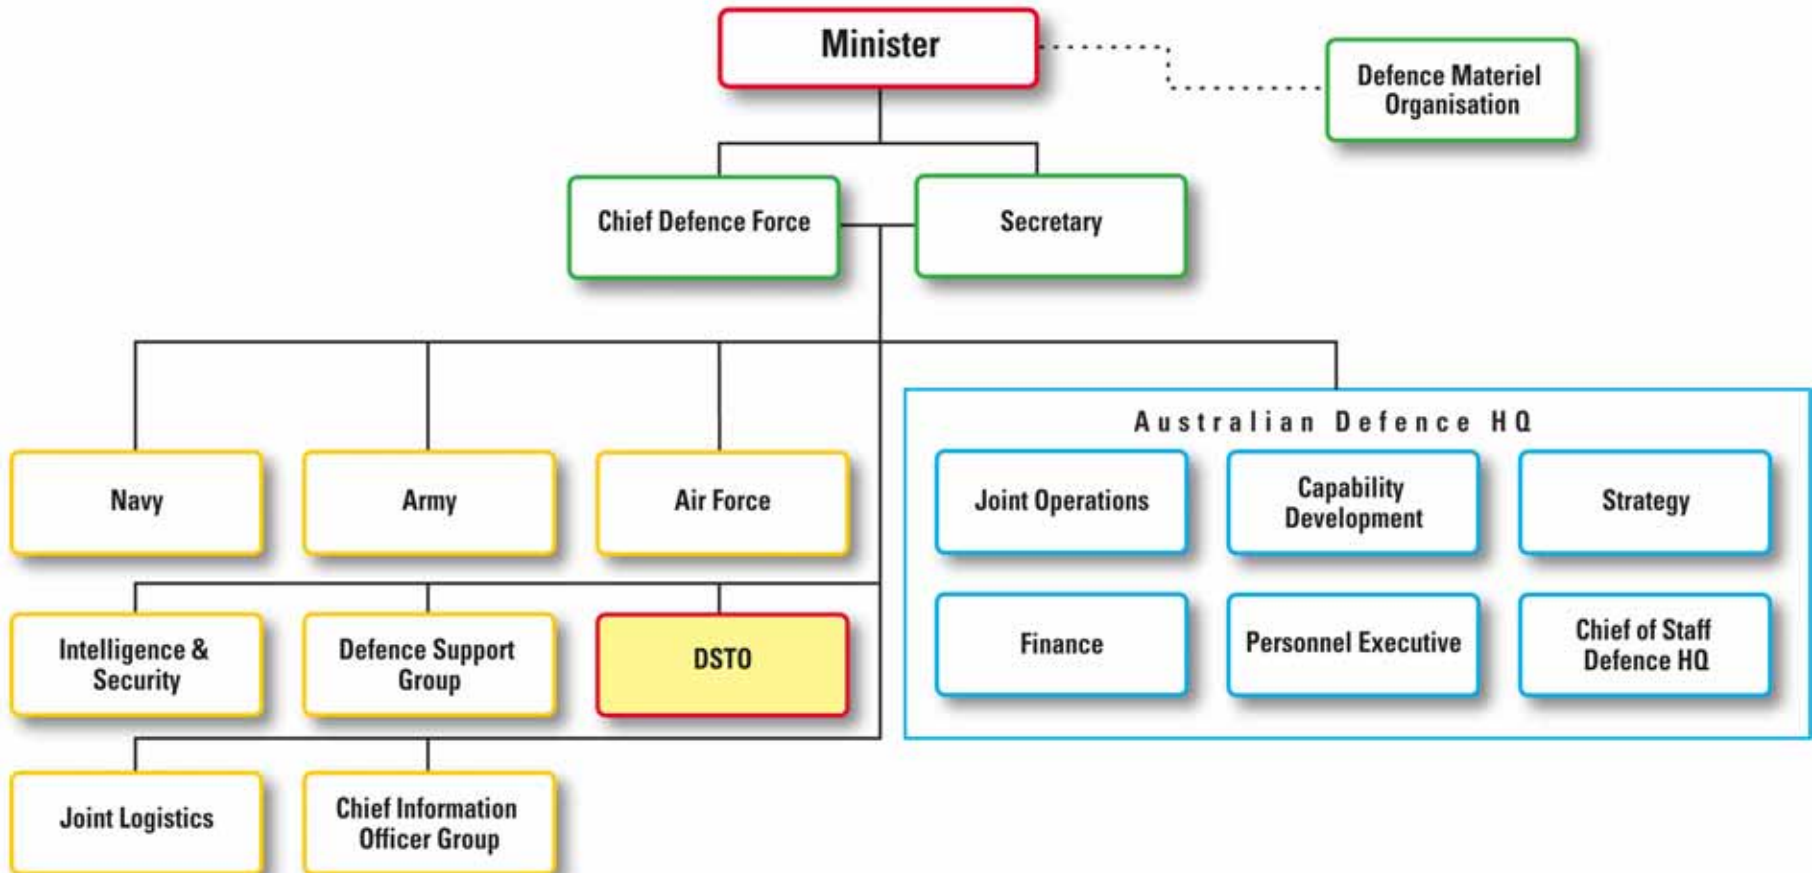 Minister
Defence Materiel
Organisation
Chief Defence Force
Secretary
Australian Defence HQ
Navy
Army
Air Force
Joint Operations
Capability
Development
Strategy
Intelligence &
Security
Defence Support
Group
DSTO
Finance
Personnel Executive
Chief of Staff
Defence HQ
Joint Logistics
Chief Information
Officer Group